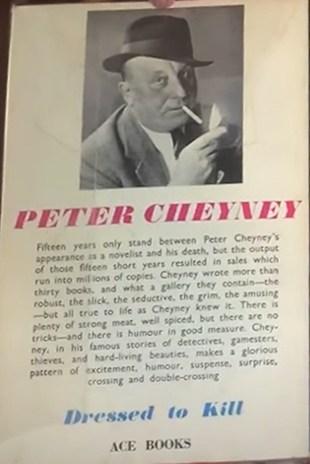 PETER CHEYNEY
Fifteen years only stand between Peter Cheyney's
appearance as a novelist and his death, but the output
of those fifteen short years resulted in sales which
run into millions of copies. Cheyney wrote more than
thirty books, and what a gallery they contain—the
robust, the slick, the seductive, the grim, the amusing
—but all true to life as Cheyney knew it. There is
plenty of strong meat, well spiced, but there are no
tricks—and there is humour in good measure. Chey-
ney, in his famous stories of detectives, gamesters,
thieves, and hard-living beauties, makes a glorious
pattern of excitement, humour, suspense, surprise,
crossing and double-crossing
Dressed to Kill
ACE BOOKS